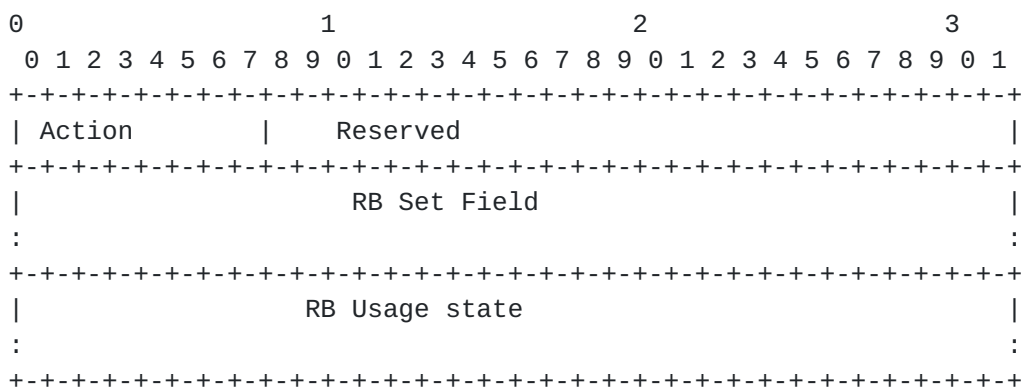 0                   1                   2                   3
 0 1 2 3 4 5 6 7 8 9 0 1 2 3 4 5 6 7 8 9 0 1 2 3 4 5 6 7 8 9 0 1
+-+-+-+-+-+-+-+-+-+-+-+-+-+-+-+-+-+-+-+-+-+-+-+-+-+-+-+-+-+-+-+-+
| Action        |    Reserved                                   |
+-+-+-+-+-+-+-+-+-+-+-+-+-+-+-+-+-+-+-+-+-+-+-+-+-+-+-+-+-+-+-+-+
|                     RB Set Field                              |
:                                                               :
+-+-+-+-+-+-+-+-+-+-+-+-+-+-+-+-+-+-+-+-+-+-+-+-+-+-+-+-+-+-+-+-+
|                  RB Usage state                               |
:                                                               :
+-+-+-+-+-+-+-+-+-+-+-+-+-+-+-+-+-+-+-+-+-+-+-+-+-+-+-+-+-+-+-+-+